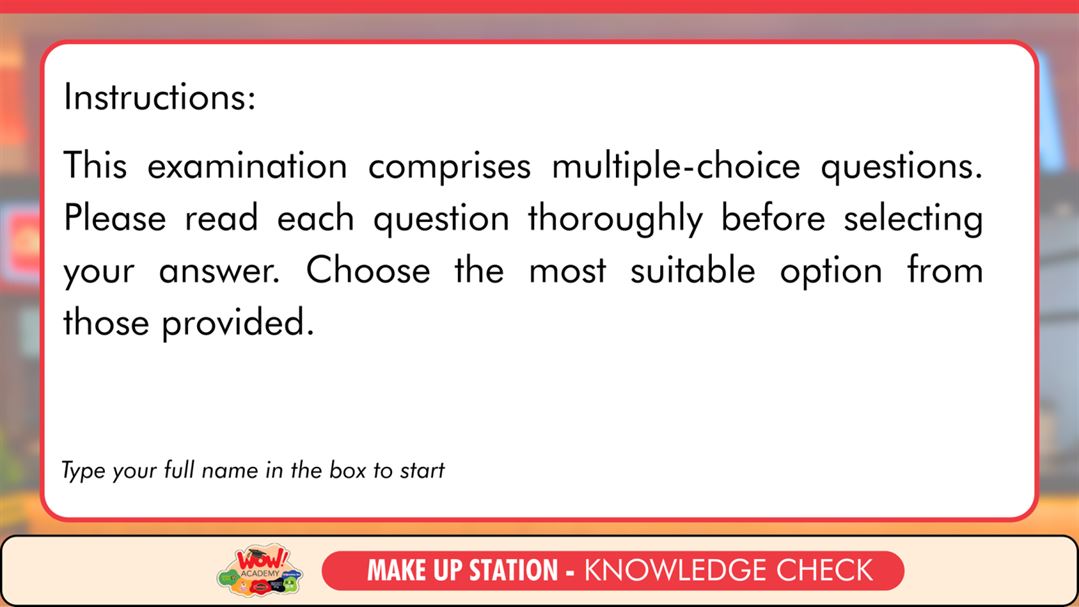 Instructions:
This examination comprises multiple-choice questions.
Please read each question thoroughly before selecting
your answer. Choose the most suitable option from
those provided.
Type your full name in the box to start
WOW!
ACADEMY
MAKE UP STATION - KNOWLEDGE CHECK